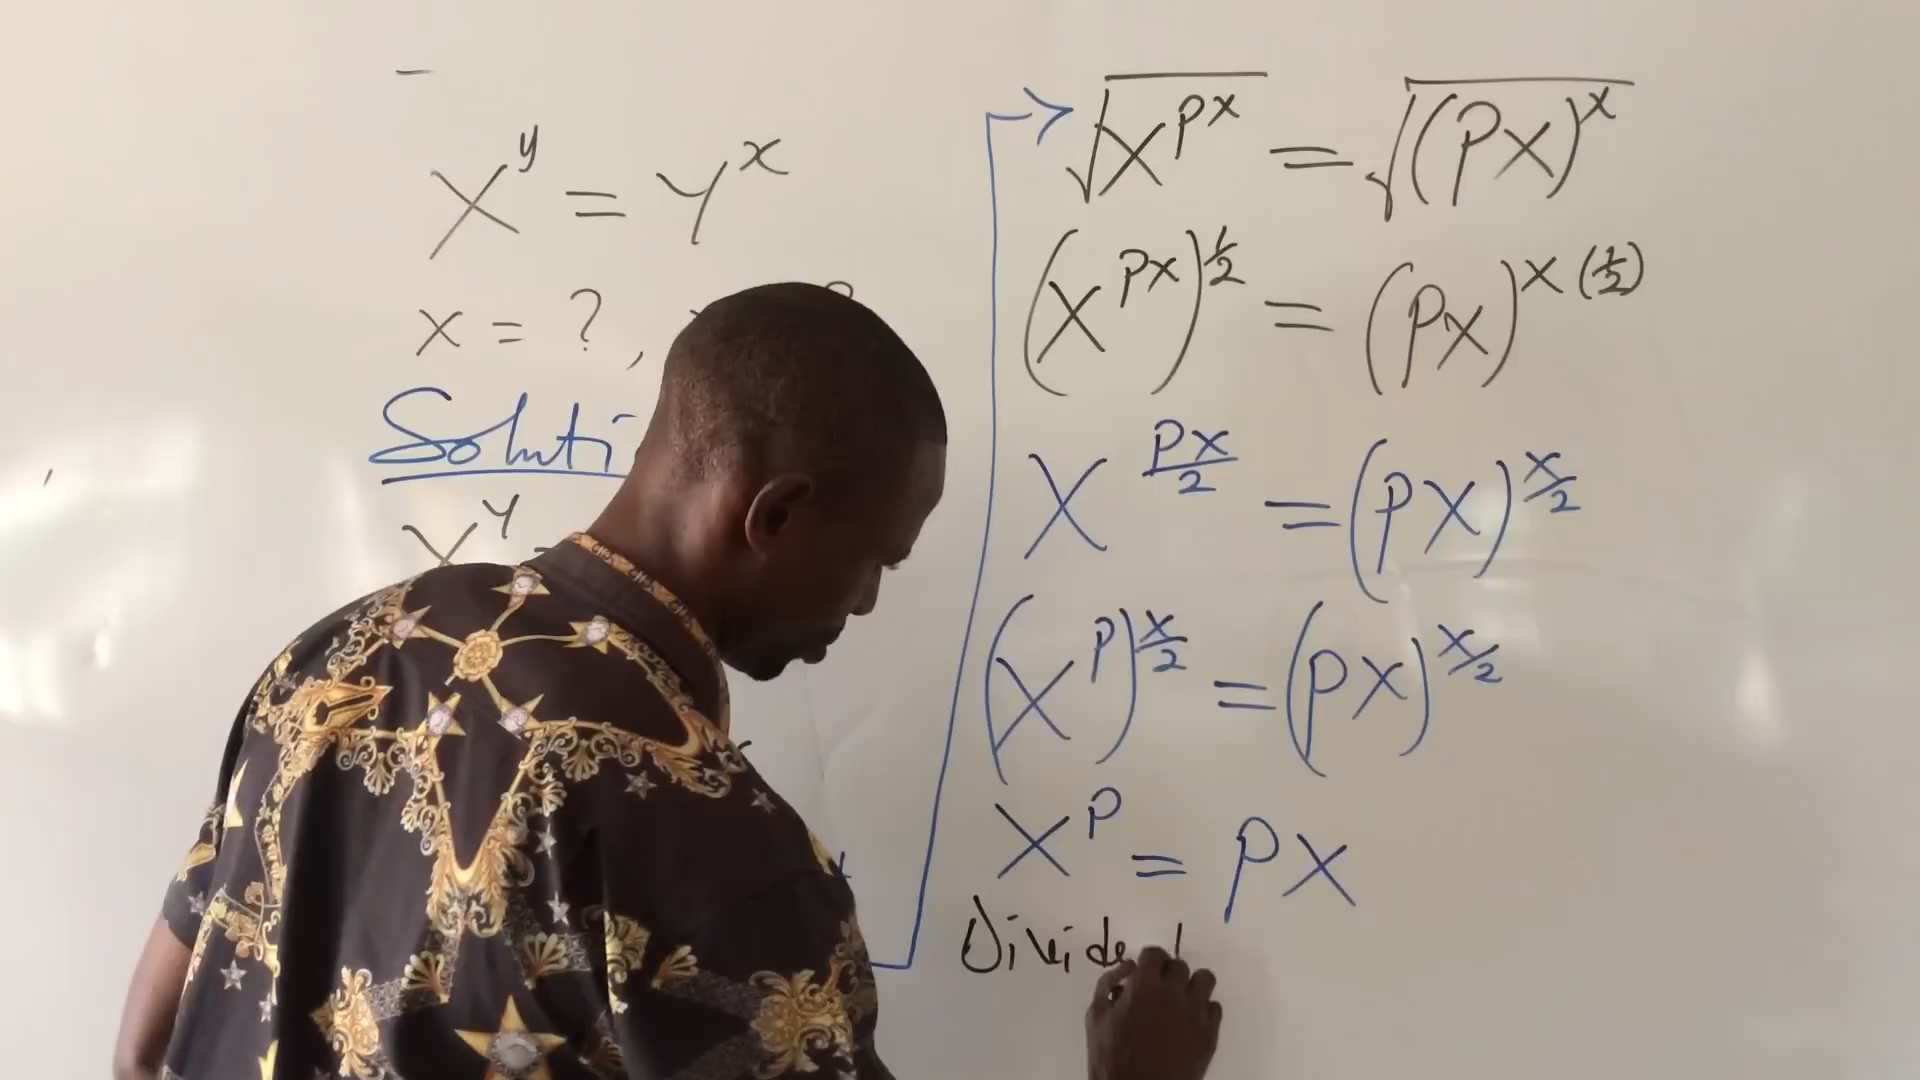 X^y = Y^x
x = ?,
Soluti
X^Y
√(X^(PX)) = √((PX)^x)
(X^(PX))^(1/2) = (PX)^(X(1/2))
X^(PX/2) = (PX)^(X/2)
(X^P)^(X/2) = (PX)^(X/2)
X^P = PX
Divide